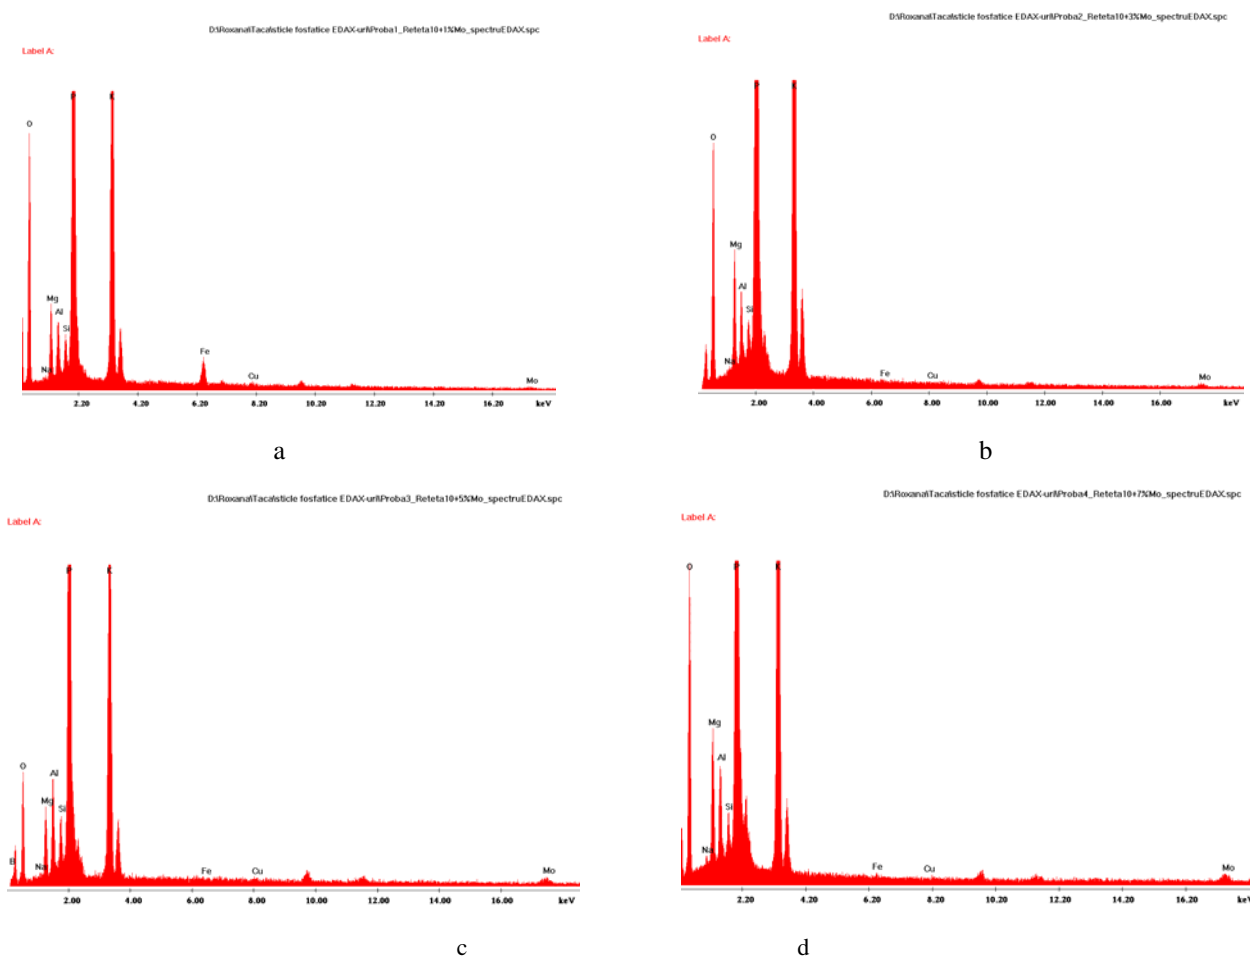 D:\Roxana\Taca\sticle fosfatice EDAX-uri\Proba1_Reteta10+1%Mo_spectruEDAX.spc
Label A:
P
K
O
Mg
Al
Si
Na
Fe
Cu
Mo
2.20 4.20 6.20 8.20 10.20 12.20 14.20 16.20 keV
a
D:\Roxana\Taca\sticle fosfatice EDAX-uri\Proba2_Reteta10+3%Mo_spectruEDAX.spc
Label A:
P
K
O
Mg
Al
Si
Na
Fe
Cu
Mo
2.00 4.00 6.00 8.00 10.00 12.00 14.00 16.00 keV
b
D:\Roxana\Taca\sticle fosfatice EDAX-uri\Proba3_Reteta10+5%Mo_spectruEDAX.spc
Label A:
P
K
O
Al
Mg
Si
B
Na
Fe
Cu
Mo
2.00 4.00 6.00 8.00 10.00 12.00 14.00 16.00 keV
c
D:\Roxana\Taca\sticle fosfatice EDAX-uri\Proba4_Reteta10+7%Mo_spectruEDAX.spc
Label A:
O
P
K
Mg
Al
Si
Na
Fe
Cu
Mo
2.20 4.20 6.20 8.20 10.20 12.20 14.20 16.20 keV
d